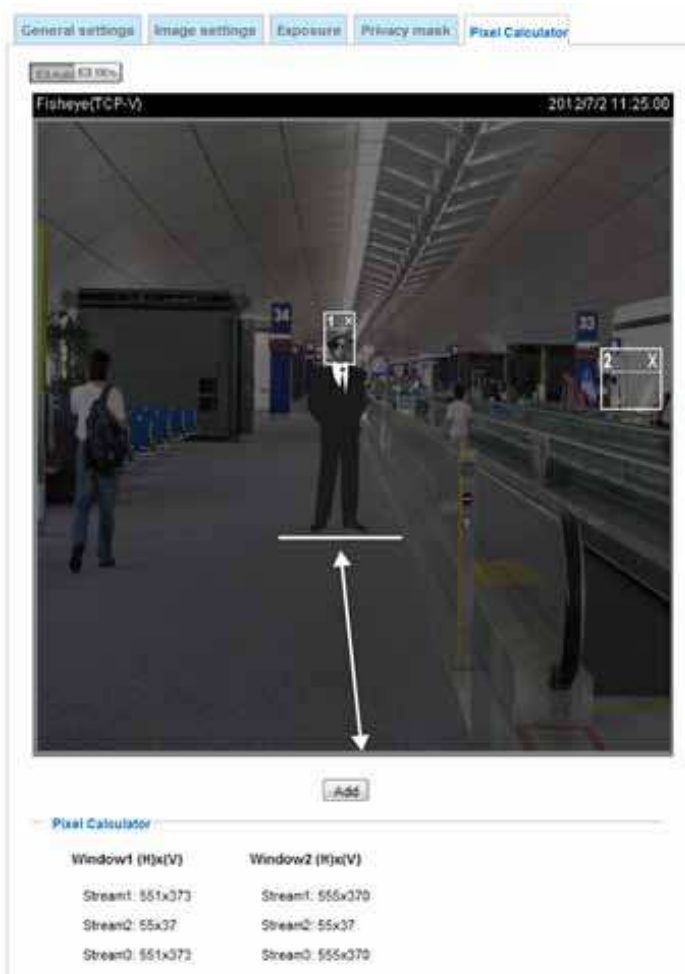 General settings Image settings Exposure Privacy mask Pixel Calculator
Fisheye(TCP-V) 2012/7/2 11:25:00
34
33
1 X
2 X
Add
Pixel Calculator
Window1 (H)x(V) Window2 (H)x(V)
Stream1: 551x373 Stream1: 555x370
Stream2: 55x37 Stream2: 55x37
Stream3: 551x373 Stream3: 555x370